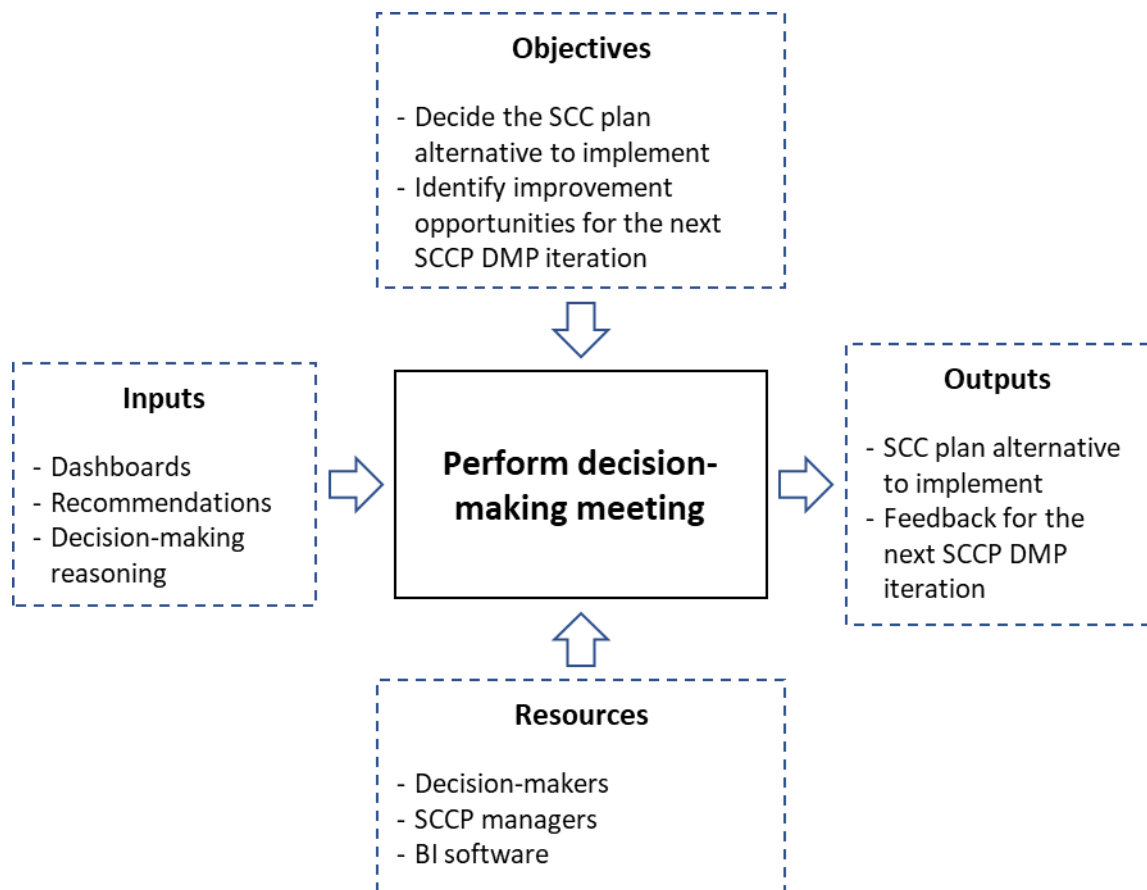 Objectives
- Decide the SCC plan
alternative to implement
- Identify improvement
opportunities for the next
SCCP DMP iteration
Inputs
- Dashboards
- Recommendations
- Decision-making
reasoning
Perform decision-
making meeting
Outputs
- SCC plan alternative
to implement
- Feedback for the
next SCCP DMP
iteration
Resources
- Decision-makers
- SCCP managers
- BI software